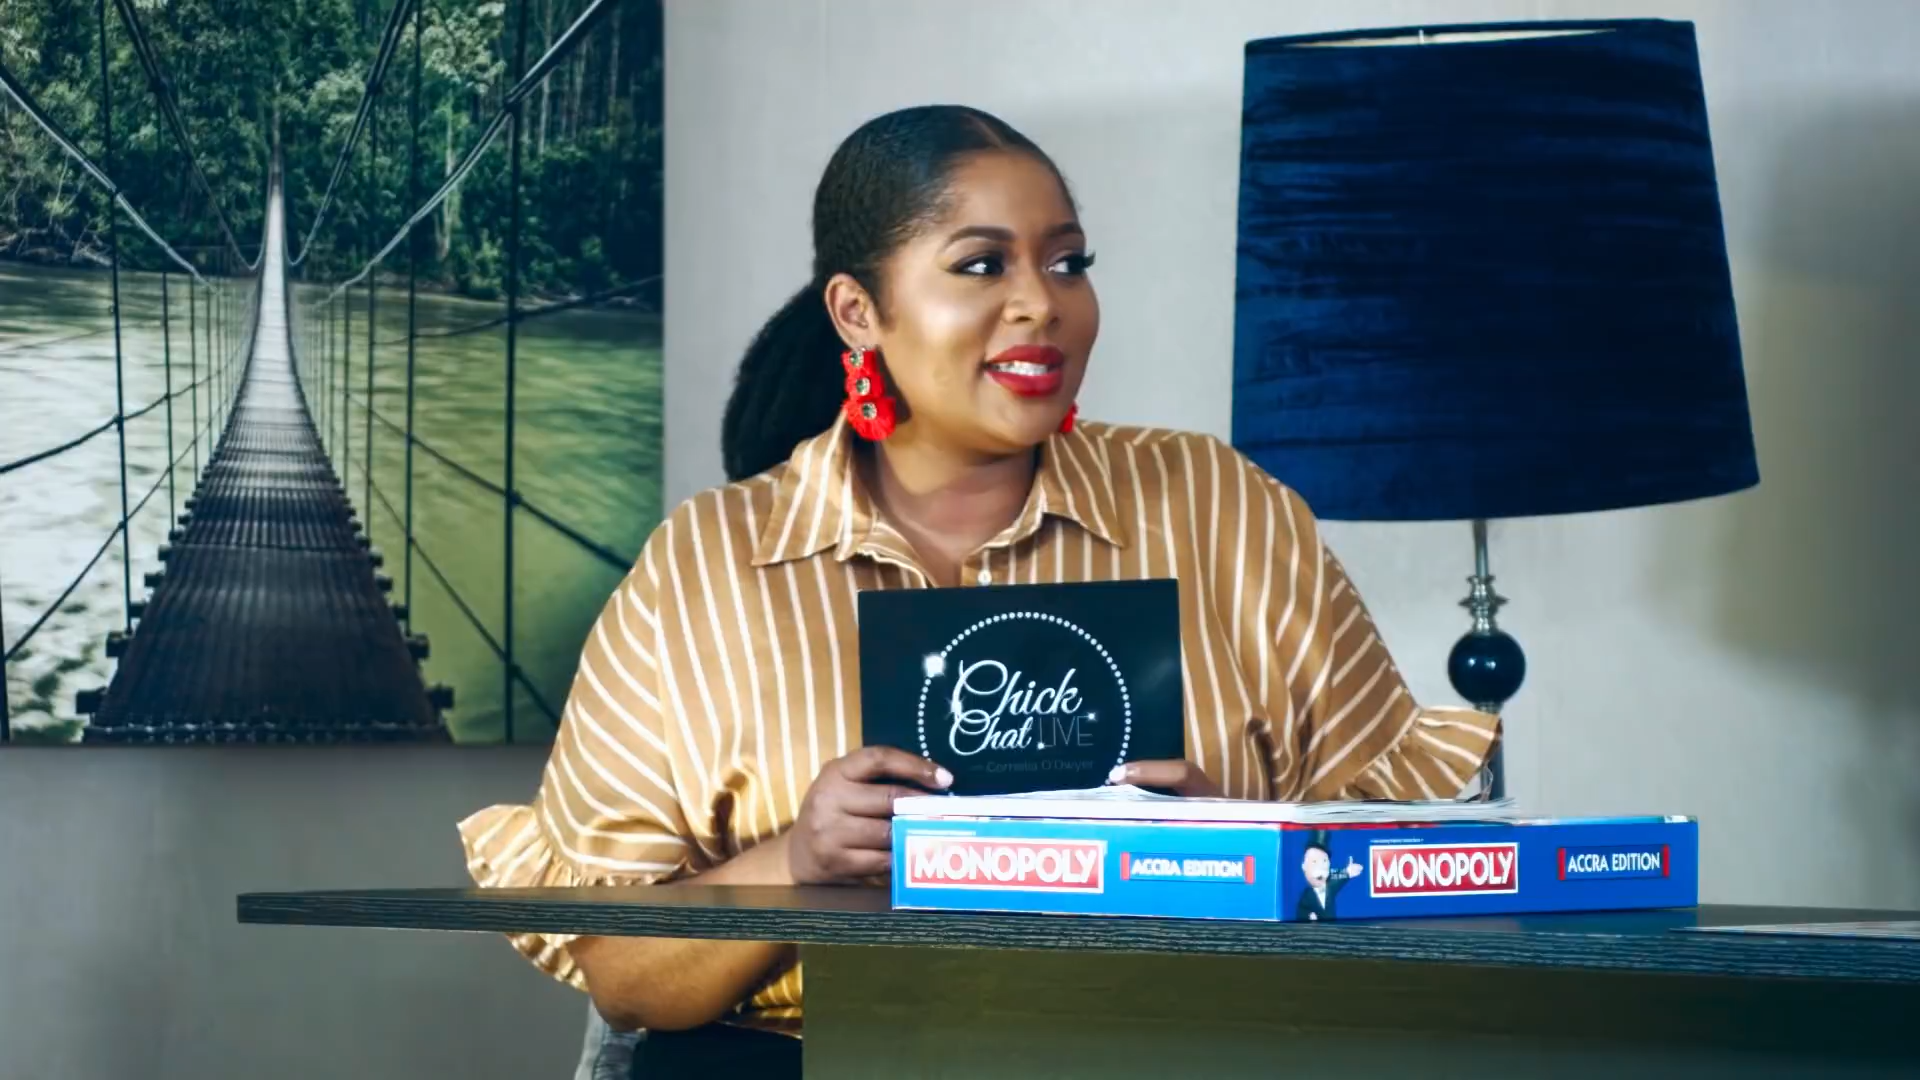 Chick
Chat LIVE
with Cornelia O'Dwyer
MONOPOLY
ACCRA EDITION
MONOPOLY
ACCRA EDITION